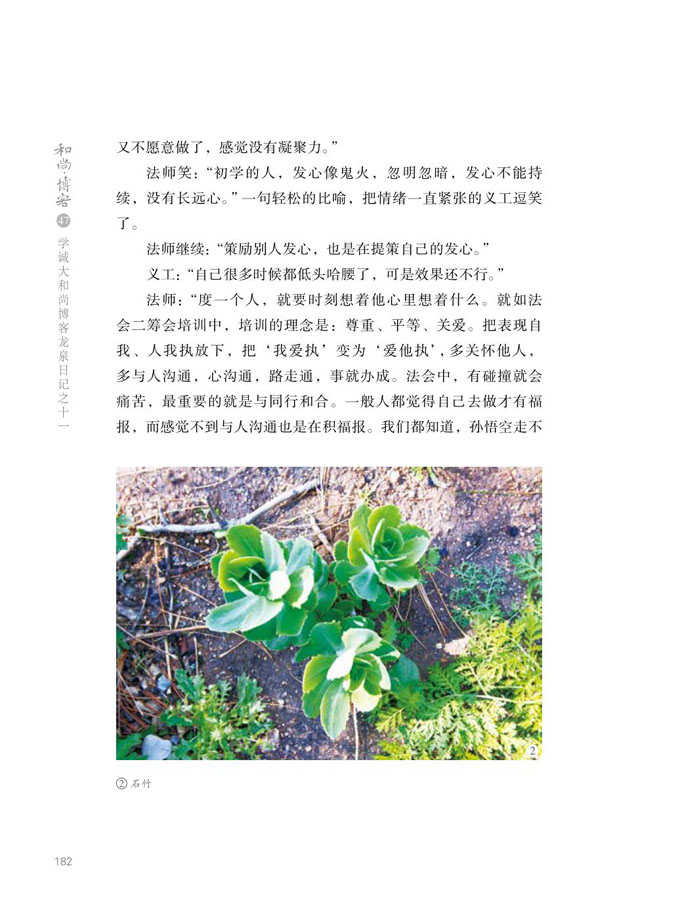 和尚·博客
47
学诚大和尚博客龙泉日记之十一
又不愿意做了，感觉没有凝聚力。”
法师笑：“初学的人，发心像鬼火，忽明忽暗，发心不能持
续，没有长远心。”一句轻松的比喻，把情绪一直紧张的义工逗笑
了。
法师继续：“策励别人发心，也是在提策自己的发心。”
义工：“自己很多时候都低头哈腰了，可是效果还不行。”
法师：“度一个人，就要时刻想着他心里想着什么。就如法
会二筹会培训中，培训的理念是：尊重、平等、关爱。把表现自
我、人我执放下，把‘我爱执’变为‘爱他执’，多关怀他人，
多与人沟通，心沟通，路走通，事就办成。法会中，有碰撞就会
痛苦，最重要的就是与同行和合。一般人都觉得自己去做才有福
报，而感觉不到与人沟通也是在积福报。我们都知道，孙悟空走不
2
② 石竹
182